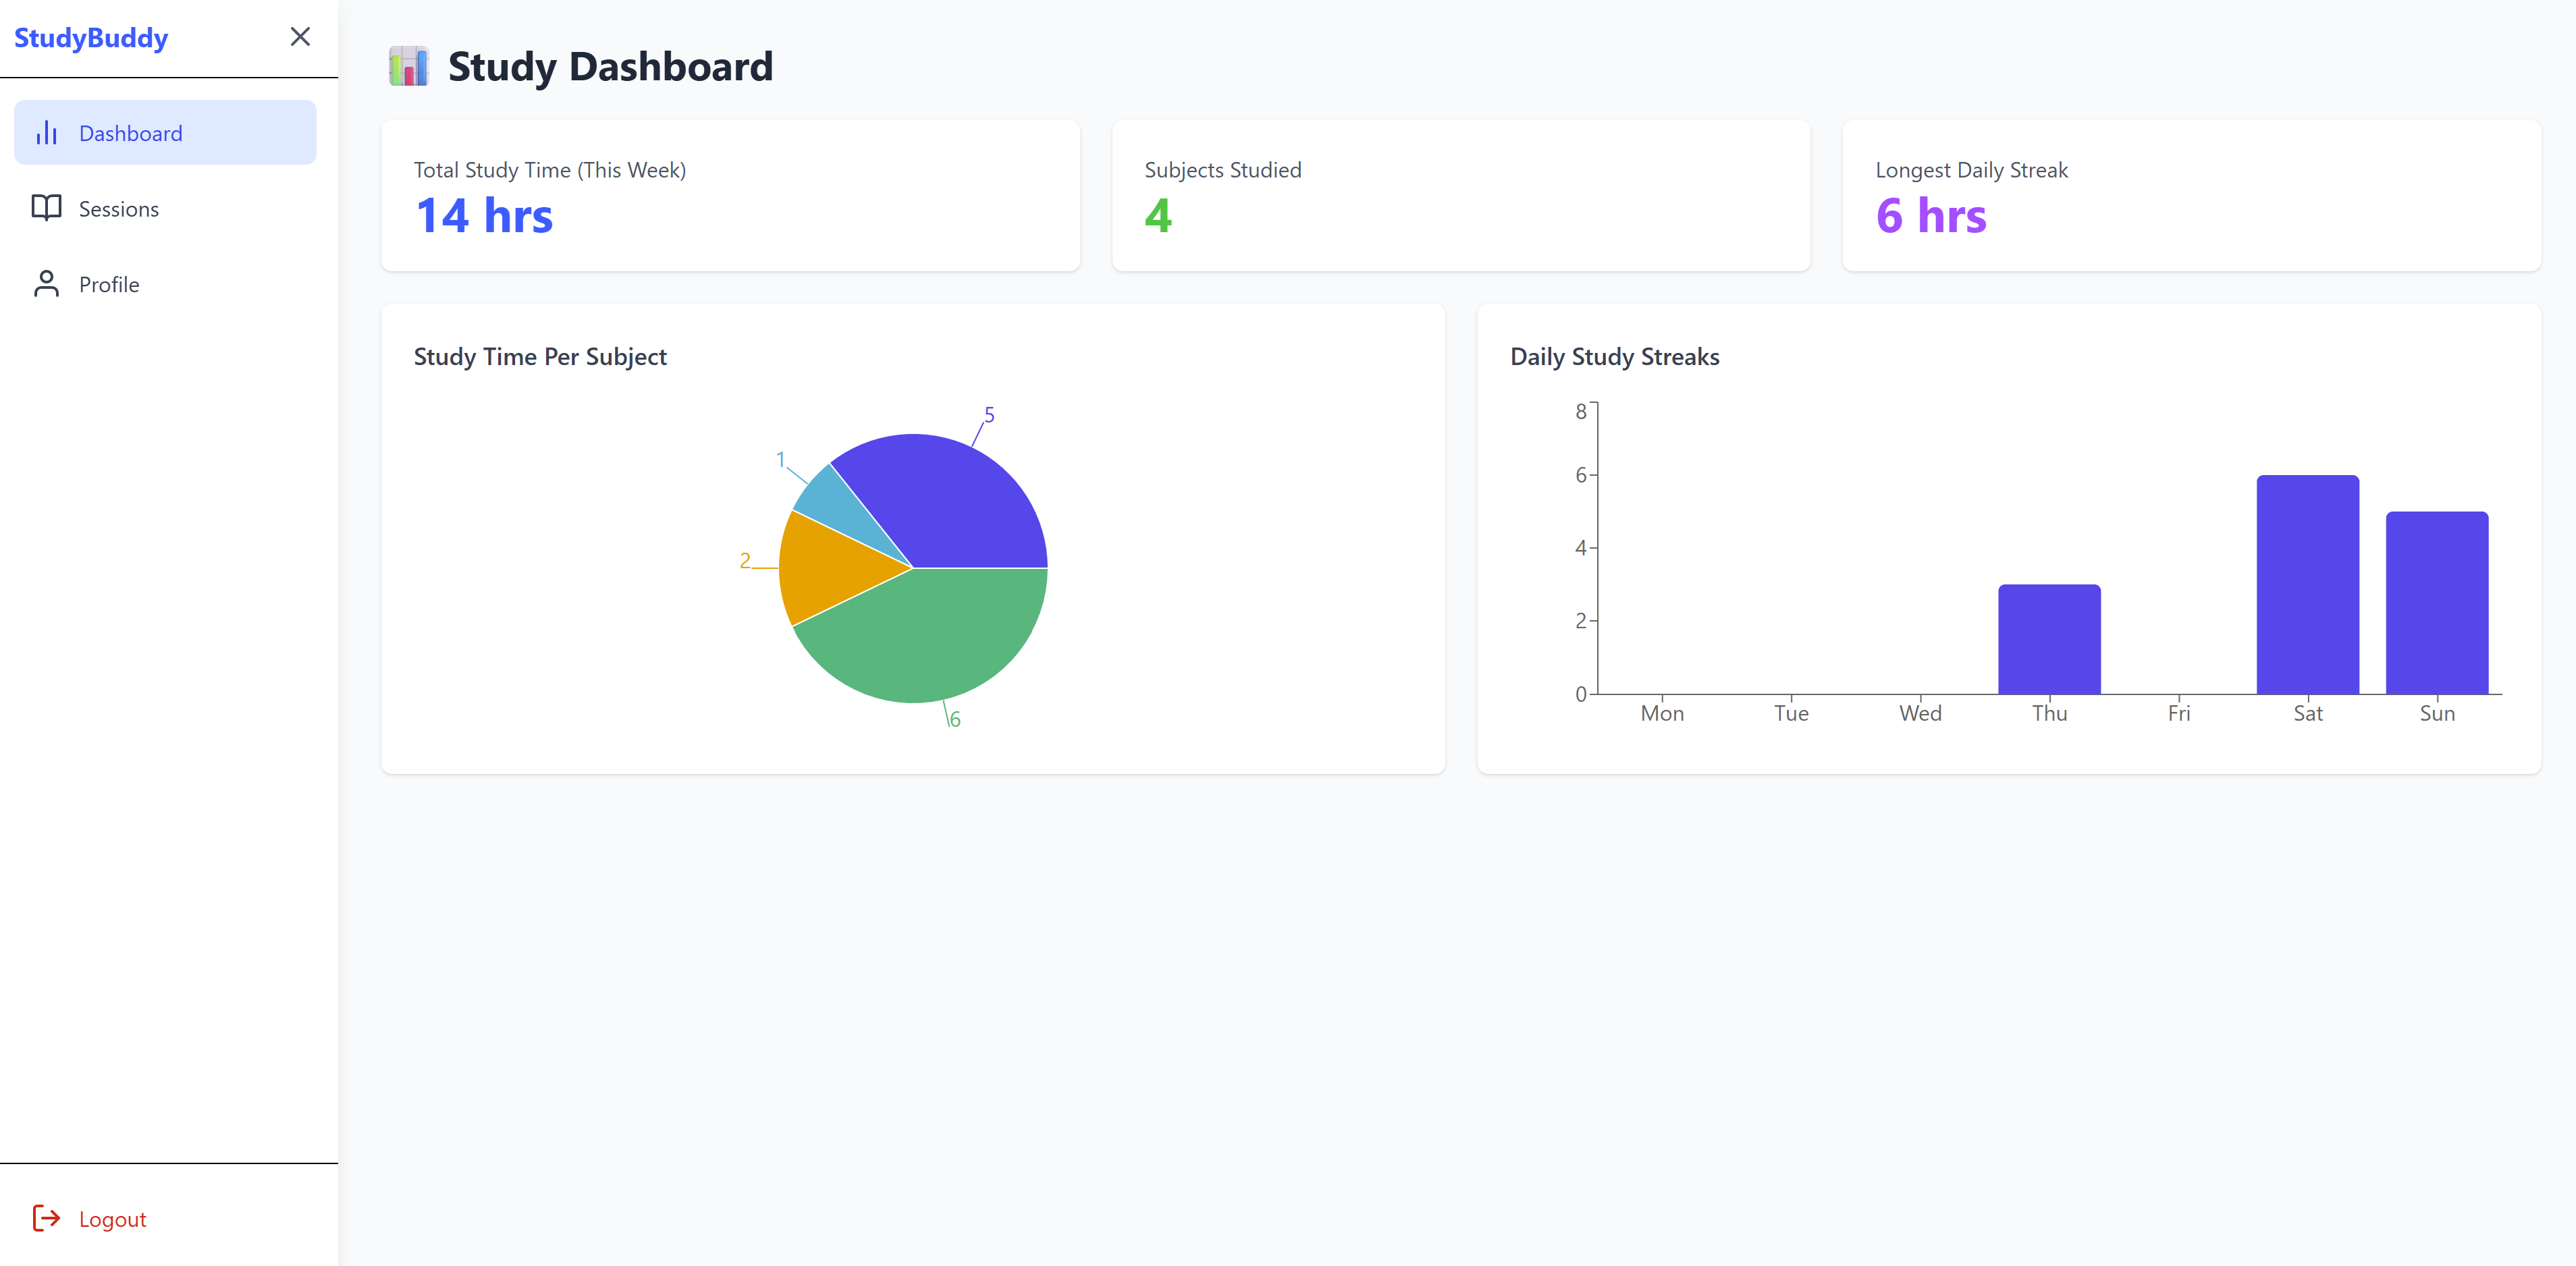 StudyBuddy
Dashboard
Sessions
Profile
Logout
Study Dashboard
Total Study Time (This Week)
14 hrs
Subjects Studied
4
Longest Daily Streak
6 hrs
Study Time Per Subject
5
1
2
6
Daily Study Streaks
8
6
4
2
0
Mon Tue Wed Thu Fri Sat Sun